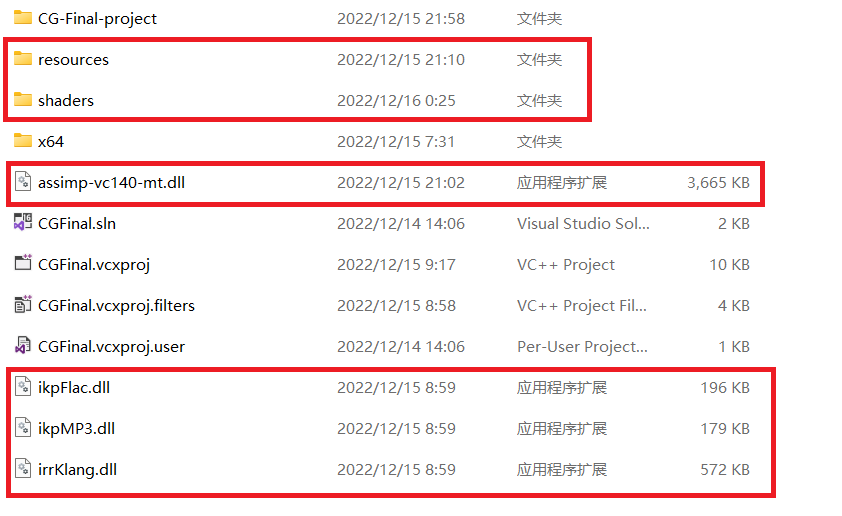 CG-Final-project 2022/12/15 21:58 文件夹
resources 2022/12/15 21:10 文件夹
shaders 2022/12/16 0:25 文件夹
x64 2022/12/15 7:31 文件夹
assimp-vc140-mt.dll 2022/12/15 21:02 应用程序扩展 3,665 KB
CGFinal.sln 2022/12/14 14:06 Visual Studio Sol... 2 KB
CGFinal.vcxproj 2022/12/15 9:17 VC++ Project 10 KB
CGFinal.vcxproj.filters 2022/12/15 8:58 VC++ Project Fil... 4 KB
CGFinal.vcxproj.user 2022/12/14 14:06 Per-User Project... 1 KB
ikpFlac.dll 2022/12/15 8:59 应用程序扩展 196 KB
ikpMP3.dll 2022/12/15 8:59 应用程序扩展 179 KB
irrKlang.dll 2022/12/15 8:59 应用程序扩展 572 KB